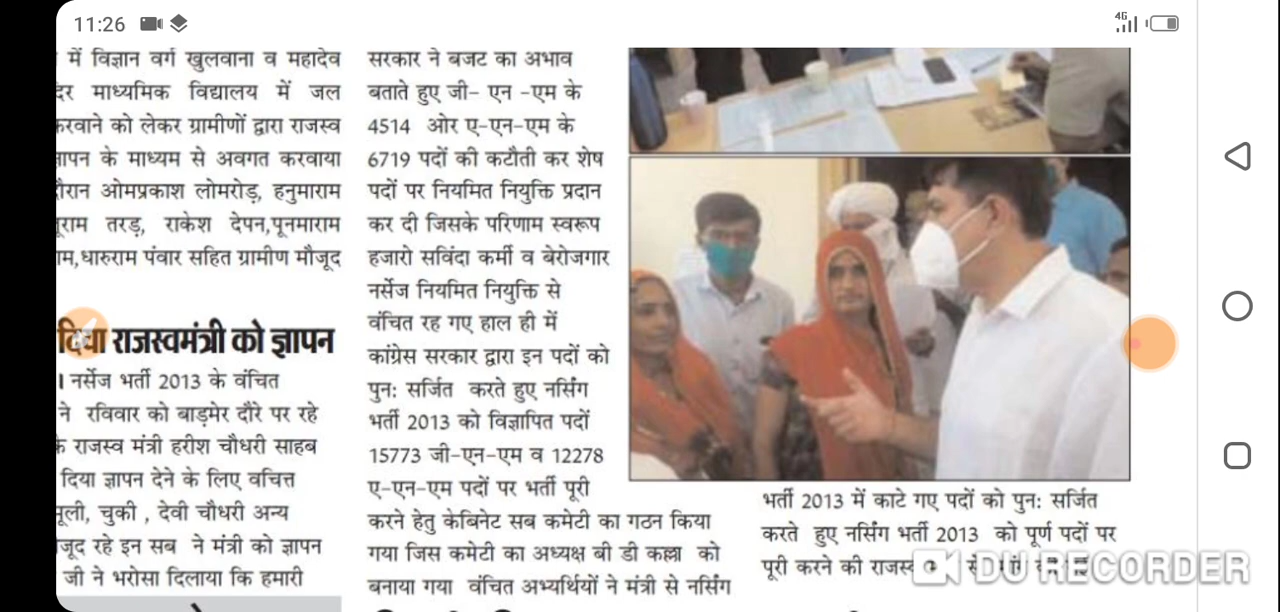 11:26
4G
में विज्ञान वर्ग खुलवाना व महादेव
माध्यमिक विद्यालय में जल
करवाने को लेकर ग्रामीणों द्वारा राजस्व
के माध्यम से अवगत करवाया
ओमप्रकाश लोमरोड़, हनुमाराम
तरड़, राकेश देपन,पूनमाराम
धारुराम पंवार सहित ग्रामीण मौजूद
दिया राजस्वमंत्री को ज्ञापन
। नर्सेज भर्ती 2013 के वंचित
ने रविवार को बाड़मेर दौरे पर रहे
राजस्व मंत्री हरीश चौधरी साहब
दिया ज्ञापन देने के लिए वचित्त
चुकी , देवी चौधरी अन्य
रहे इन सब ने मंत्री को ज्ञापन
जी ने भरोसा दिलाया कि हमारी
सरकार ने बजट का अभाव
बताते हुए जी- एन -एम के
4514 ओर ए-एन-एम के
6719 पदों की कटौती कर शेष
पदों पर नियमित नियुक्ति प्रदान
कर दी जिसके परिणाम स्वरूप
हजारो सविंदा कर्मी व बेरोजगार
नर्सेज नियमित नियुक्ति से
वंचित रह गए हाल ही में
कांग्रेस सरकार द्वारा इन पदों को
पुन: सर्जित करते हुए नर्सिंग
भर्ती 2013 को विज्ञापित पदों
15773 जी-एन-एम व 12278
ए-एन-एम पदों पर भर्ती पूरी
करने हेतु केबिनेट सब कमेटी का गठन किया
गया जिस कमेटी का अध्यक्ष बी डी कल्ला को
बनाया गया वंचित अभ्यर्थियों ने मंत्री से नर्सिंग
भर्ती 2013 में काटे गए पदों को पुन: सर्जित
करते हुए नर्सिंग भर्ती 2013 को पूर्ण पदों पर
पूरी करने की
DU RECORDER